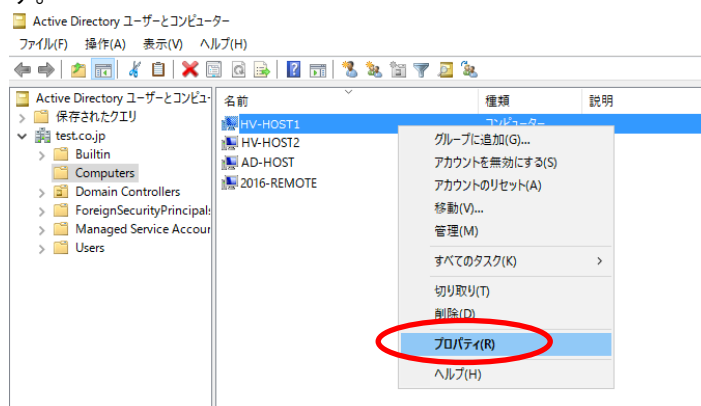 す。
Active Directory ユーザーとコンピューター
ファイル(F) 操作(A) 表示(V) ヘルプ(H)
Active Directory ユーザーとコンピュ-
保存されたクエリ
test.co.jp
Builtin
Computers
Domain Controllers
ForeignSecurityPrincipals
Managed Service Accour
Users
名前 種類 説明
HV-HOST1 コンピューター
HV-HOST2
AD-HOST
2016-REMOTE
グループに追加(G)...
アカウントを無効にする(S)
アカウントのリセット(A)
移動(V)...
管理(M)
すべてのタスク(K)
切り取り(T)
削除(D)
プロパティ(R)
ヘルプ(H)